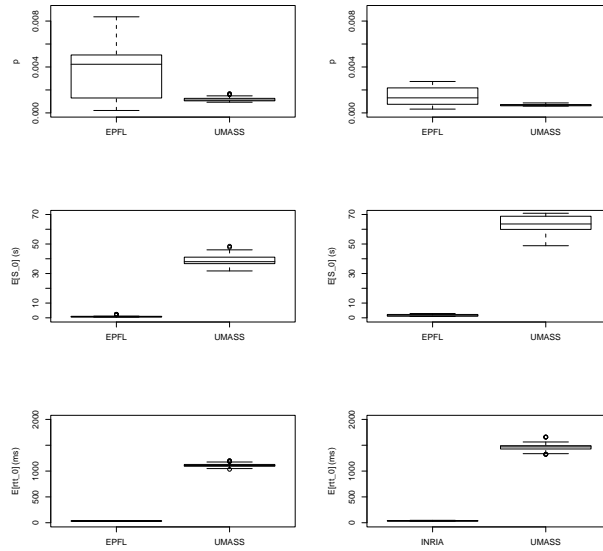 p
0.000 0.004 0.008
EPFL UMASS
p
0.000 0.004 0.008
EPFL UMASS
E[S_0] (s)
0 10 30 50 70
EPFL UMASS
E[S_0] (s)
0 10 30 50 70
EPFL UMASS
E[rtt_0] (ms)
0 500 1000 2000
EPFL UMASS
E[rtt_0] (ms)
0 500 1000 2000
INRIA UMASS